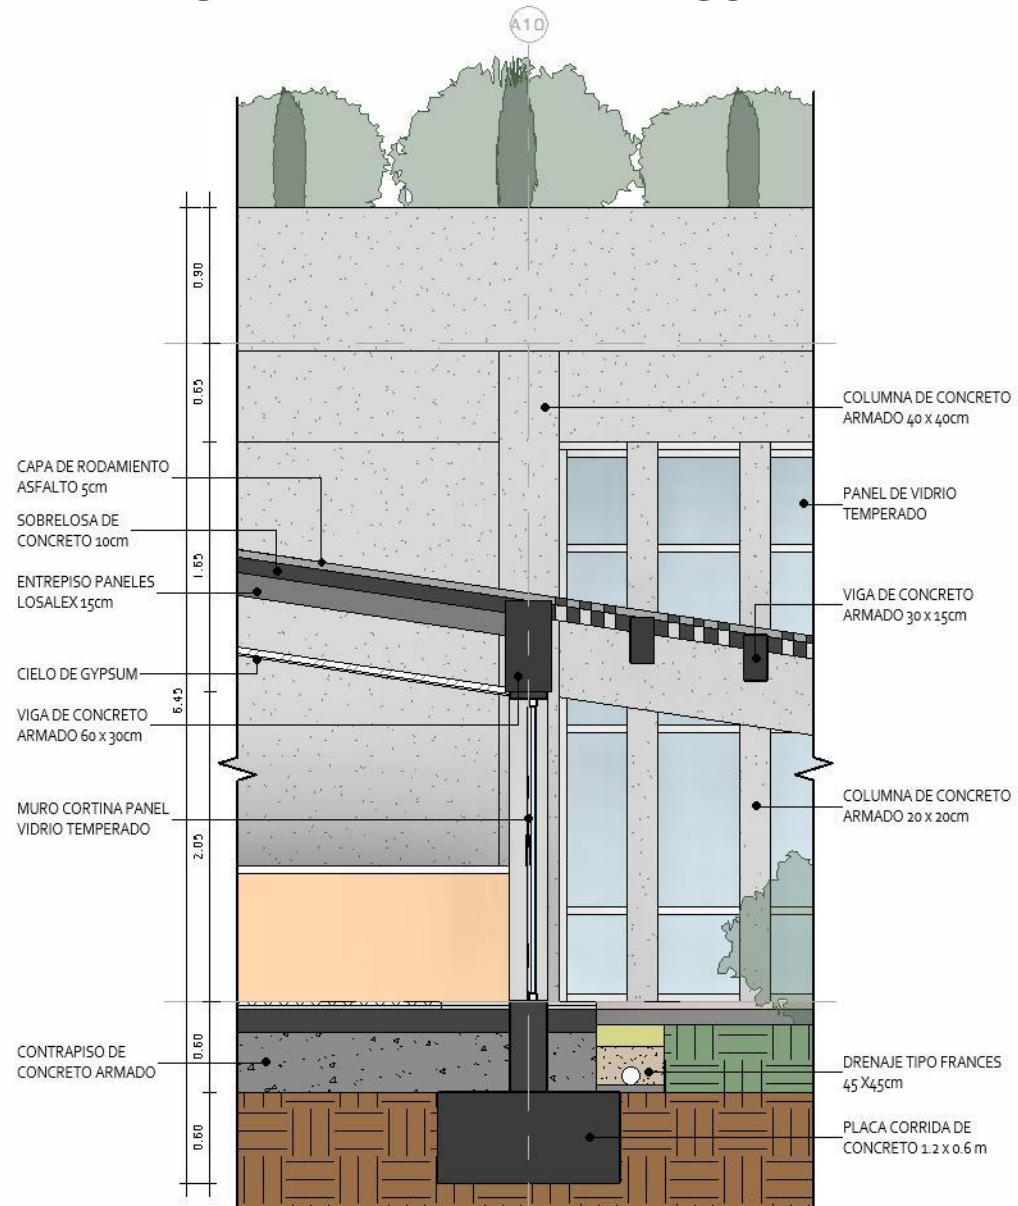 A10
0.90
0.65
1.65
6.45
2.05
0.60
0.60
CAPA DE RODAMIENTO
ASFALTO 5cm
SOBRELOSA DE
CONCRETO 10cm
ENTREPISO PANELES
LOSALEX 15cm
CIELO DE GYPSUM
VIGA DE CONCRETO
ARMADO 60 x 30cm
MURO CORTINA PANEL
VIDRIO TEMPERADO
CONTRAPISO DE
CONCRETO ARMADO
COLUMNA DE CONCRETO
ARMADO 40 x 40cm
PANEL DE VIDRIO
TEMPERADO
VIGA DE CONCRETO
ARMADO 30 x 15cm
COLUMNA DE CONCRETO
ARMADO 20 x 20cm
DRENAJE TIPO FRANCES
45 X45cm
PLACA CORRIDA DE
CONCRETO 1.2 x 0.6 m